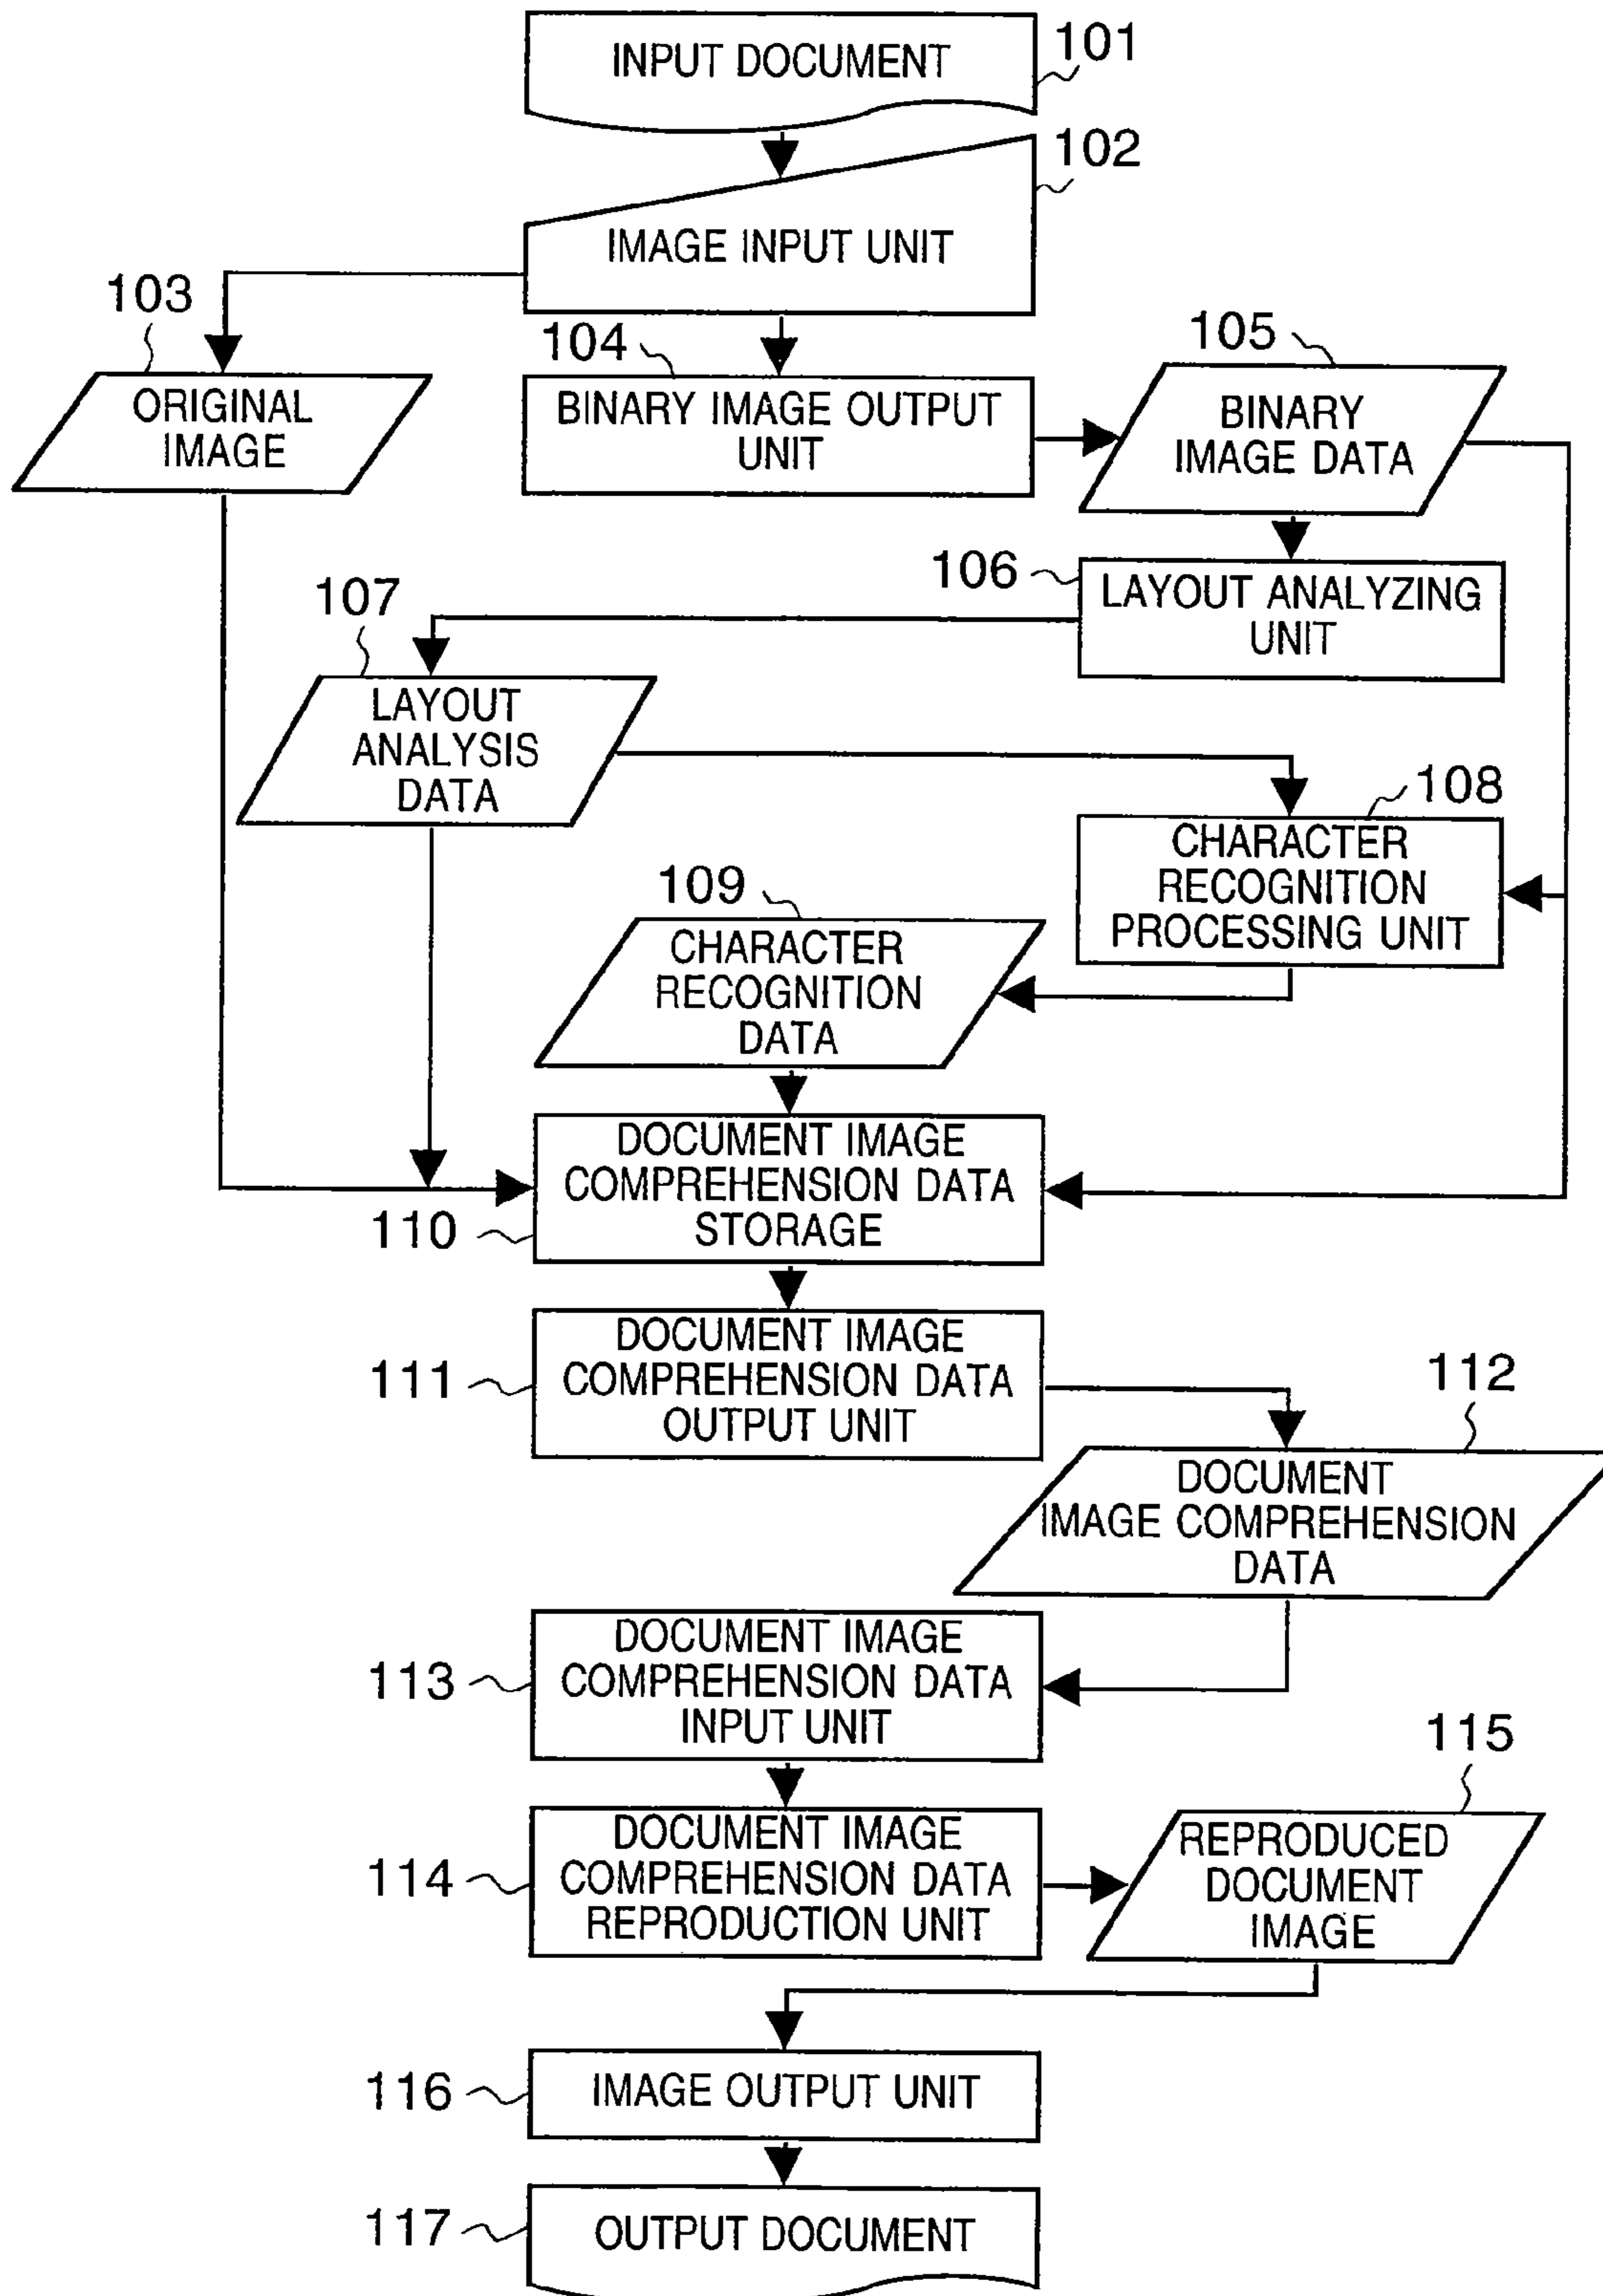 INPUT DOCUMENT
101
102
IMAGE INPUT UNIT
103
ORIGINAL
IMAGE
104
BINARY IMAGE OUTPUT
UNIT
105
BINARY
IMAGE DATA
106
LAYOUT ANALYZING
UNIT
107
LAYOUT
ANALYSIS
DATA
108
CHARACTER
RECOGNITION
PROCESSING UNIT
109
CHARACTER
RECOGNITION
DATA
DOCUMENT IMAGE
COMPREHENSION DATA
STORAGE
110
DOCUMENT IMAGE
COMPREHENSION DATA
OUTPUT UNIT
111
112
DOCUMENT
IMAGE COMPREHENSION
DATA
DOCUMENT IMAGE
COMPREHENSION DATA
INPUT UNIT
113
DOCUMENT IMAGE
COMPREHENSION DATA
REPRODUCTION UNIT
114
115
REPRODUCED
DOCUMENT
IMAGE
116
IMAGE OUTPUT UNIT
117
OUTPUT DOCUMENT